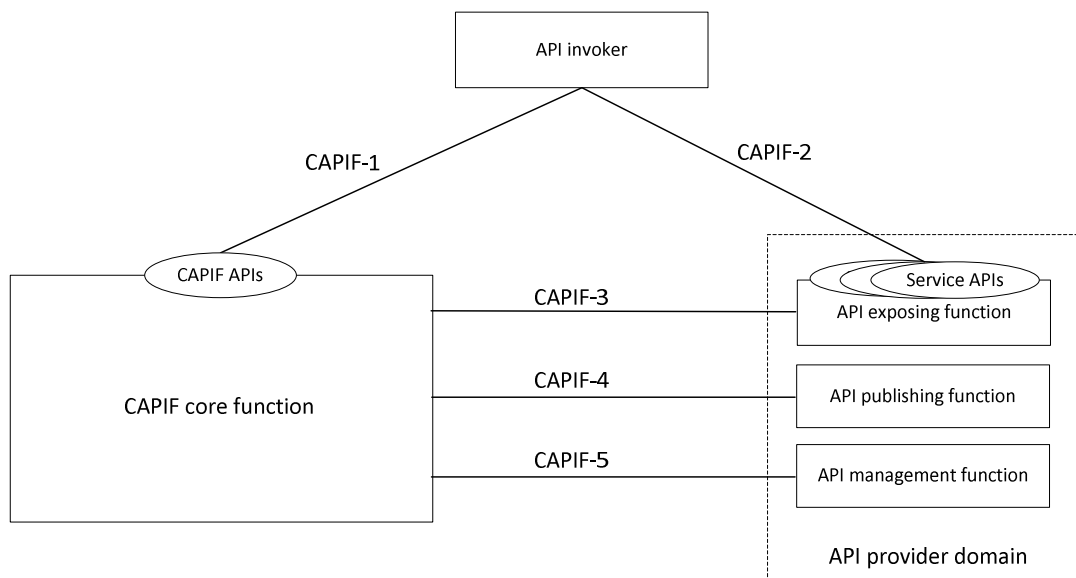 API invoker
CAPIF-1
CAPIF-2
CAPIF APIs
Service APIs
CAPIF-3
API exposing function
CAPIF-4
API publishing function
CAPIF core function
CAPIF-5
API management function
API provider domain